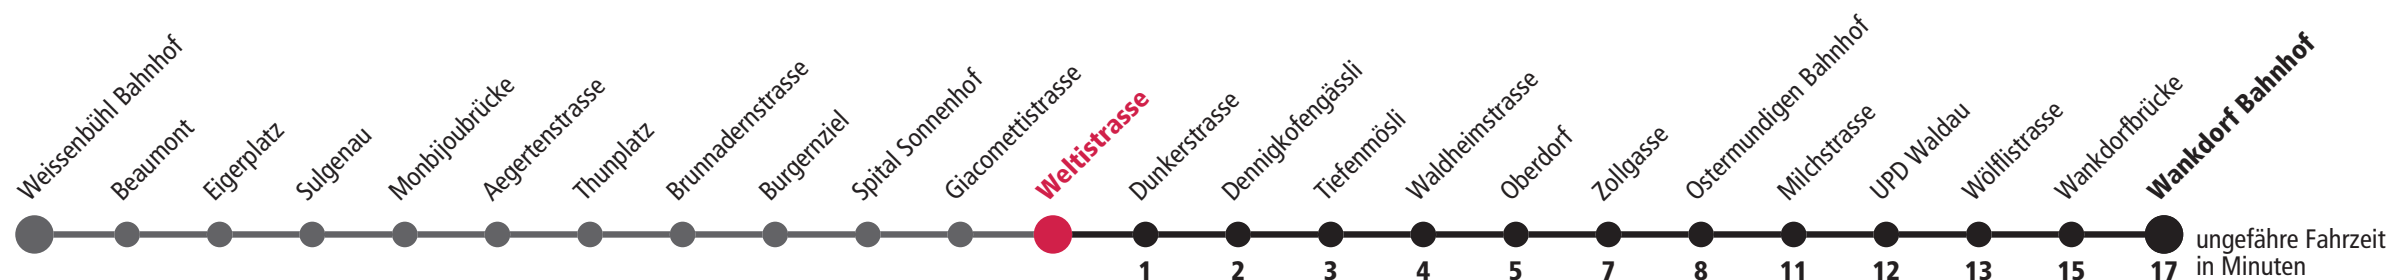 Weissenbühl Bahnhof
Beaumont
Eigerplatz
Sulgenau
Monbijoubrücke
Aegertenstrasse
Thunplatz
Brunnadernstrasse
Burgernziel
Spital Sonnenhof
Giacomettistrasse
Weltistrasse
Dunkerstrasse
Dennigkofengässli
Tiefenmösli
Waldheimstrasse
Oberdorf
Zollgasse
Ostermundigen Bahnhof
Milchstrasse
UPD Waldau
Wölflistrasse
Wankdorfbrücke
Wankdorf Bahnhof
1 2 3 4 5 7 8 11 12 13 15 17
ungefähre Fahrzeit
in Minuten